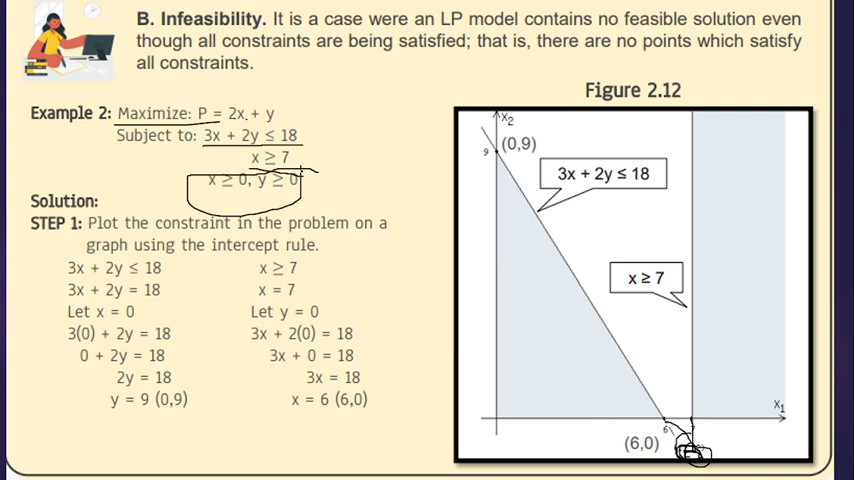 B. Infeasibility. It is a case were an LP model contains no feasible solution even
though all constraints are being satisfied; that is, there are no points which satisfy
all constraints.
Figure 2.12
Example 2: Maximize: P = 2x + y
Subject to: 3x + 2y ≤ 18
x ≥ 7
x ≥ 0, y ≥ 0
Solution:
STEP 1: Plot the constraint in the problem on a
graph using the intercept rule.
3x + 2y ≤ 18
3x + 2y = 18
Let x = 0
3(0) + 2y = 18
0 + 2y = 18
2y = 18
y = 9 (0,9)
x ≥ 7
x = 7
Let y = 0
3x + 2(0) = 18
3x + 0 = 18
3x = 18
x = 6 (6,0)
X2
9
(0,9)
3x + 2y ≤ 18
x ≥ 7
X1
6
(6,0)